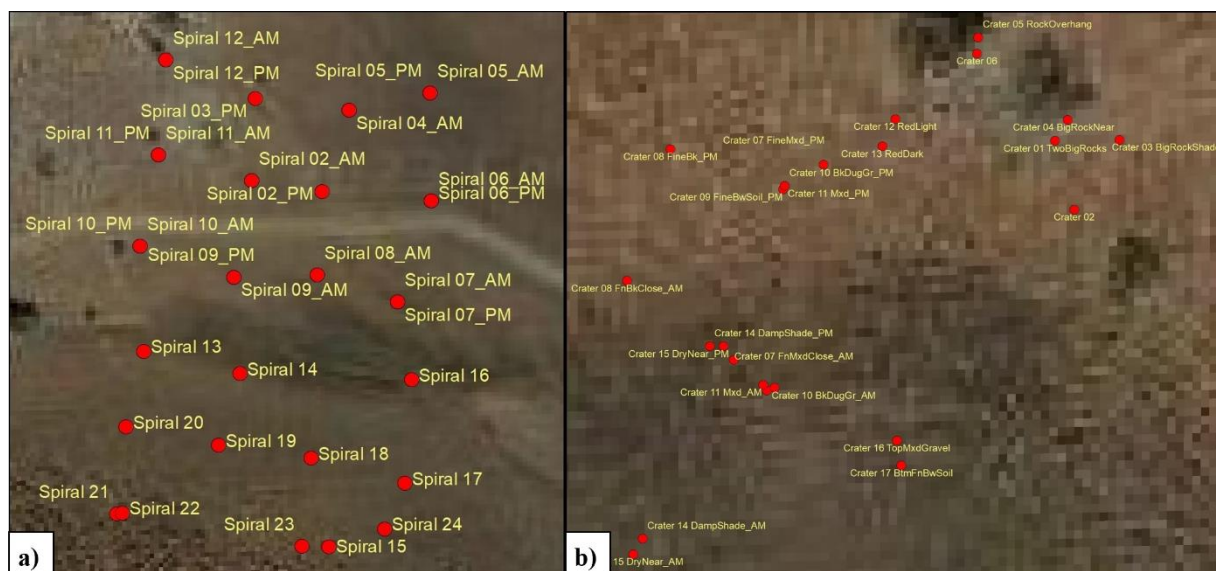 Spiral 12_AM
Spiral 12_PM
Spiral 05_PM
Spiral 05_AM
Spiral 03_PM
Spiral 04_AM
Spiral 11_PM
Spiral 11_AM
Spiral 02_AM
Spiral 02_PM
Spiral 06_AM
Spiral 06_PM
Spiral 10_PM
Spiral 10_AM
Spiral 09_PM
Spiral 08_AM
Spiral 09_AM
Spiral 07_AM
Spiral 07_PM
Spiral 13
Spiral 14
Spiral 16
Spiral 20
Spiral 19
Spiral 18
Spiral 17
Spiral 21
Spiral 22
Spiral 23
Spiral 24
Spiral 15
a)
Crater 05 RockOverhang
Crater 06
Crater 12 RedLight
Crater 04 BigRockNear
Crater 07 FineMxd_PM
Crater 08 FineBk_PM
Crater 13 RedDark
Crater 01 TwoBigRocks
Crater 03 BigRockShade
Crater 10 BkDugGr_PM
Crater 09 FineBwSoil_PM
Crater 11 Mxd_PM
Crater 02
Crater 08 FnBkClose_AM
Crater 14 DampShade_PM
Crater 15 DryNear_PM
Crater 07 FnMxdClose_AM
Crater 11 Mxd_AM
Crater 10 BkDugGr_AM
Crater 16 TopMxdGravel
Crater 17 BtmFnBwSoil
Crater 14 DampShade_AM
15 DryNear_AM
b)